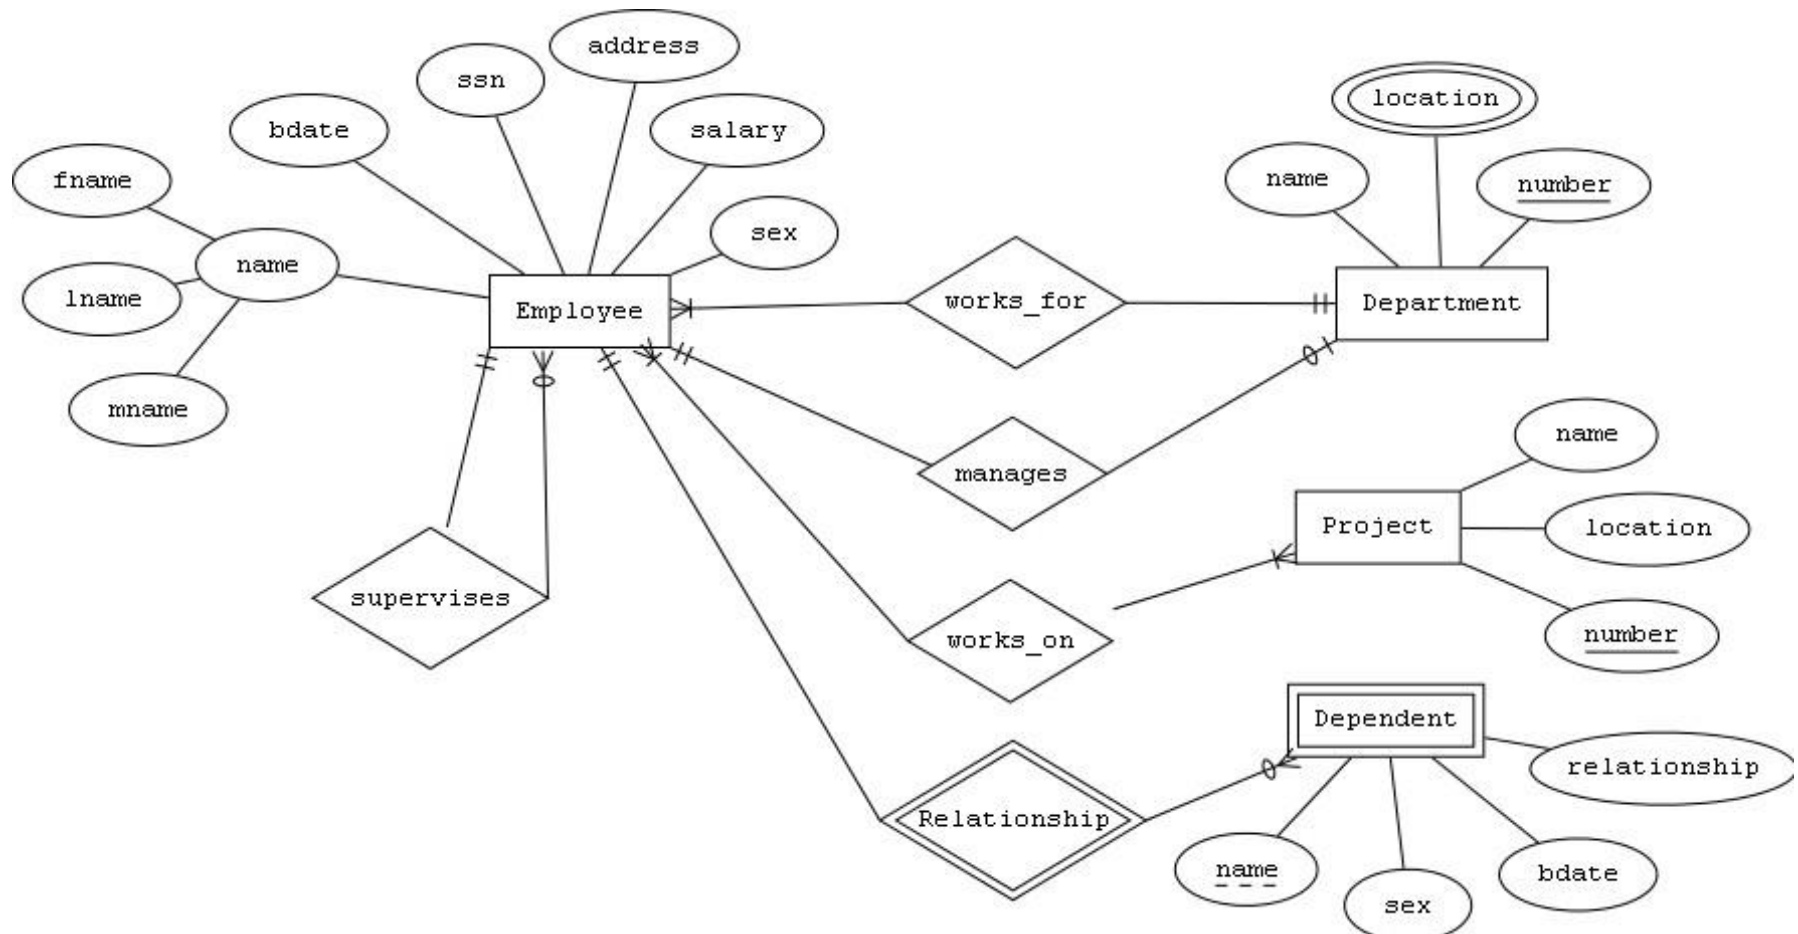 address
ssn
location
bdate
salary
fname
name
number
sex
name
lname
Employee
works_for
Department
mname
name
manages
Project
location
supervises
works_on
number
Dependent
relationship
Relationship
name
bdate
sex